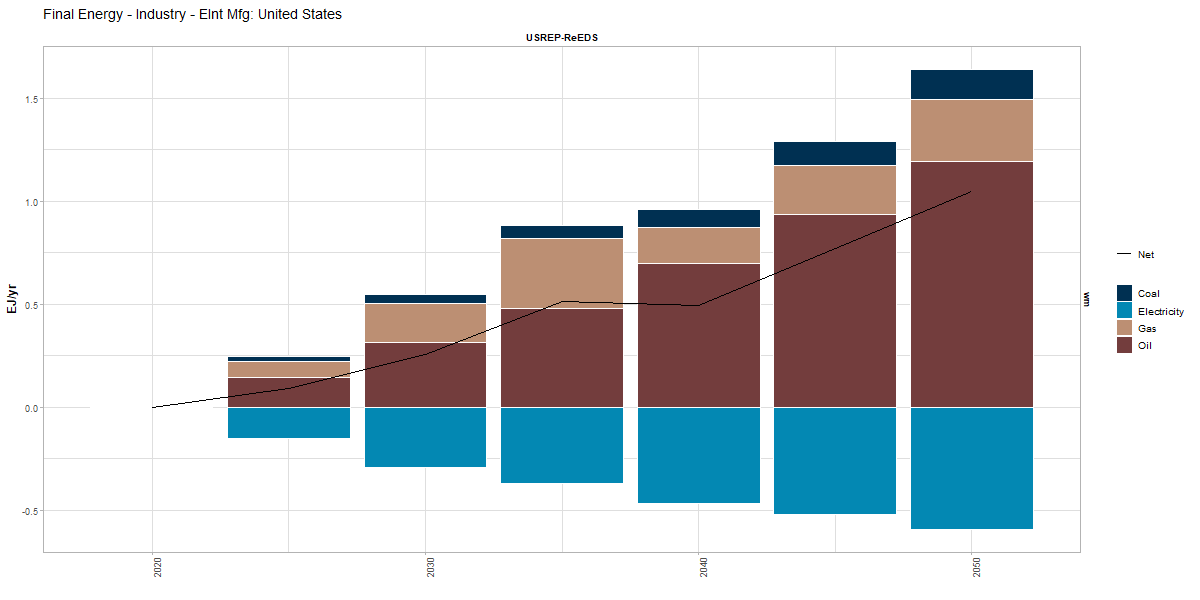 Final Energy - Industry - EInt Mfg: United States
USREP-ReEDS
EJ/yr
1.5
1.0
0.5
0.0
-0.5
2020
2030
2040
2050
wm
Net
Coal
Electricity
Gas
Oil